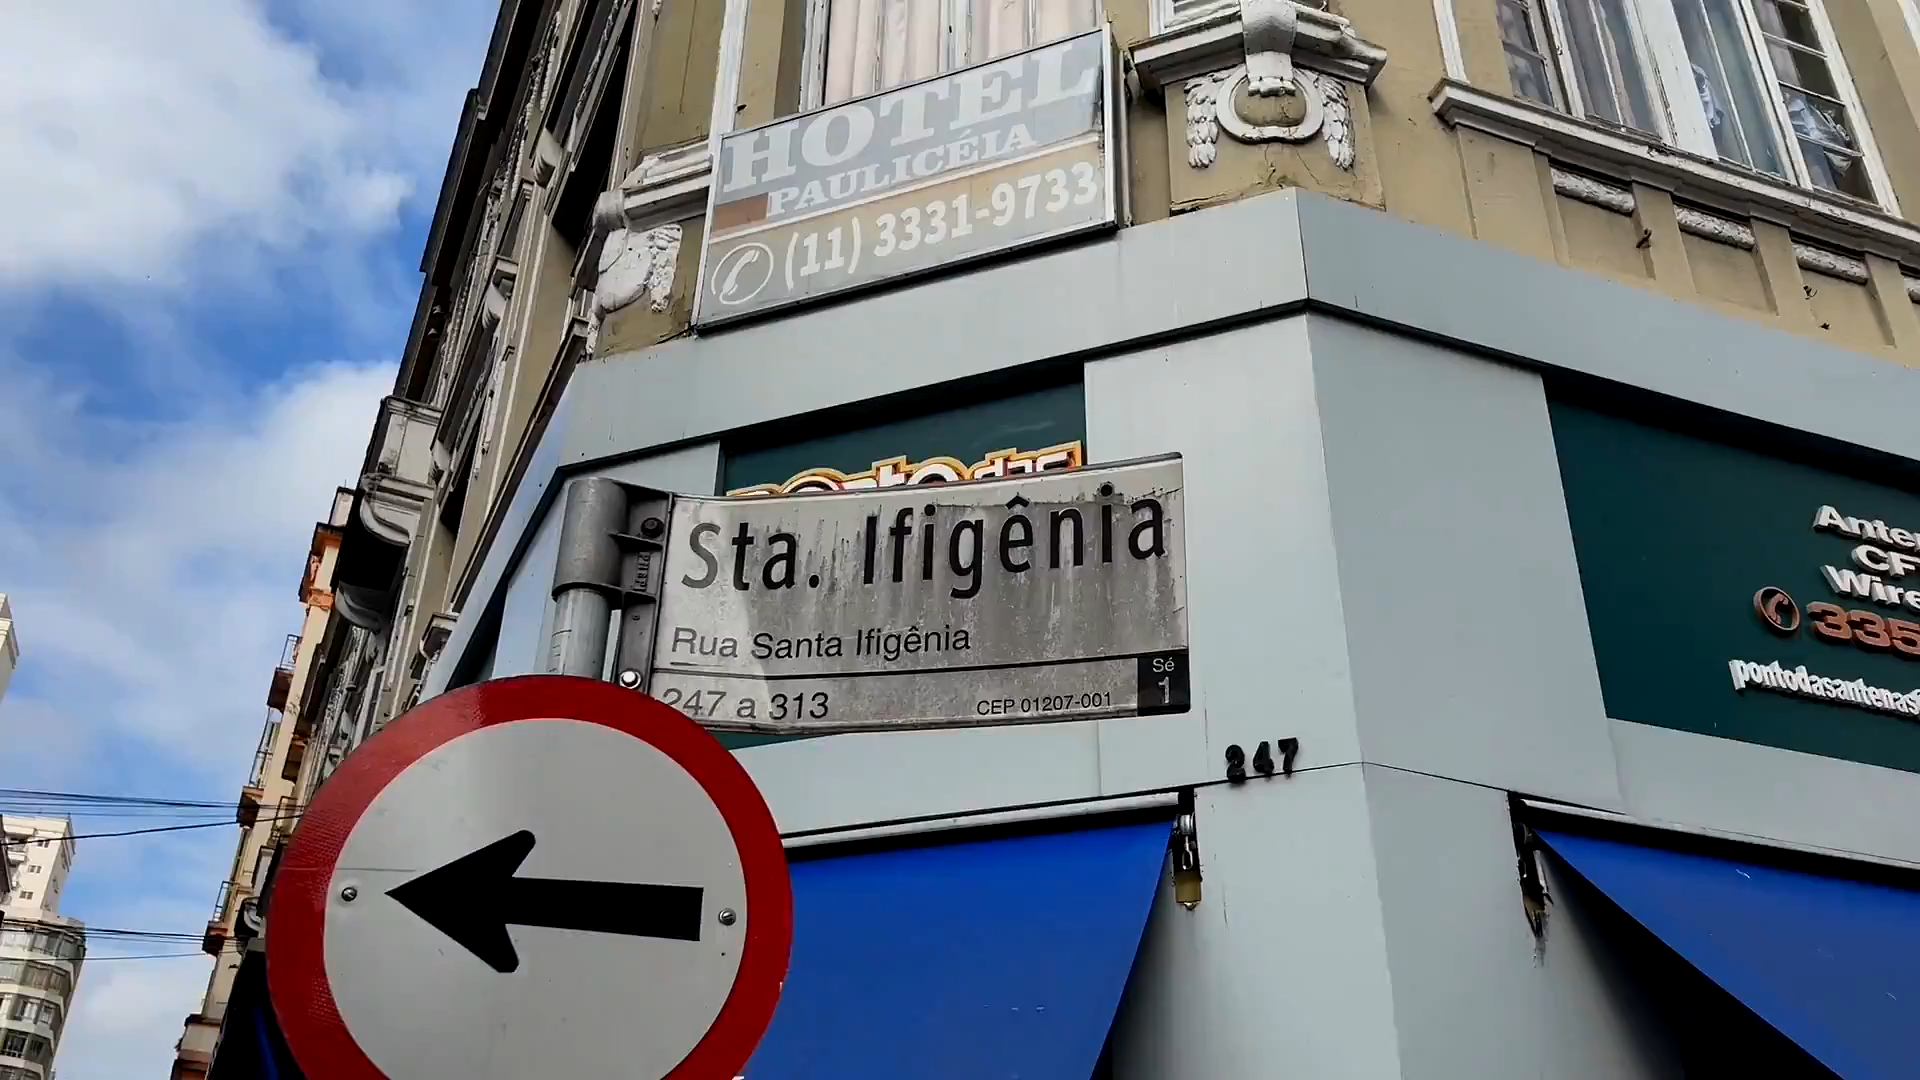 HOTEL
PAULICÉIA
(11) 3331-9733
Sta. Ifigênia
Rua Santa Ifigênia
247 a 313
CEP 01207-001
Sé
1
247
335
pontodasantenas